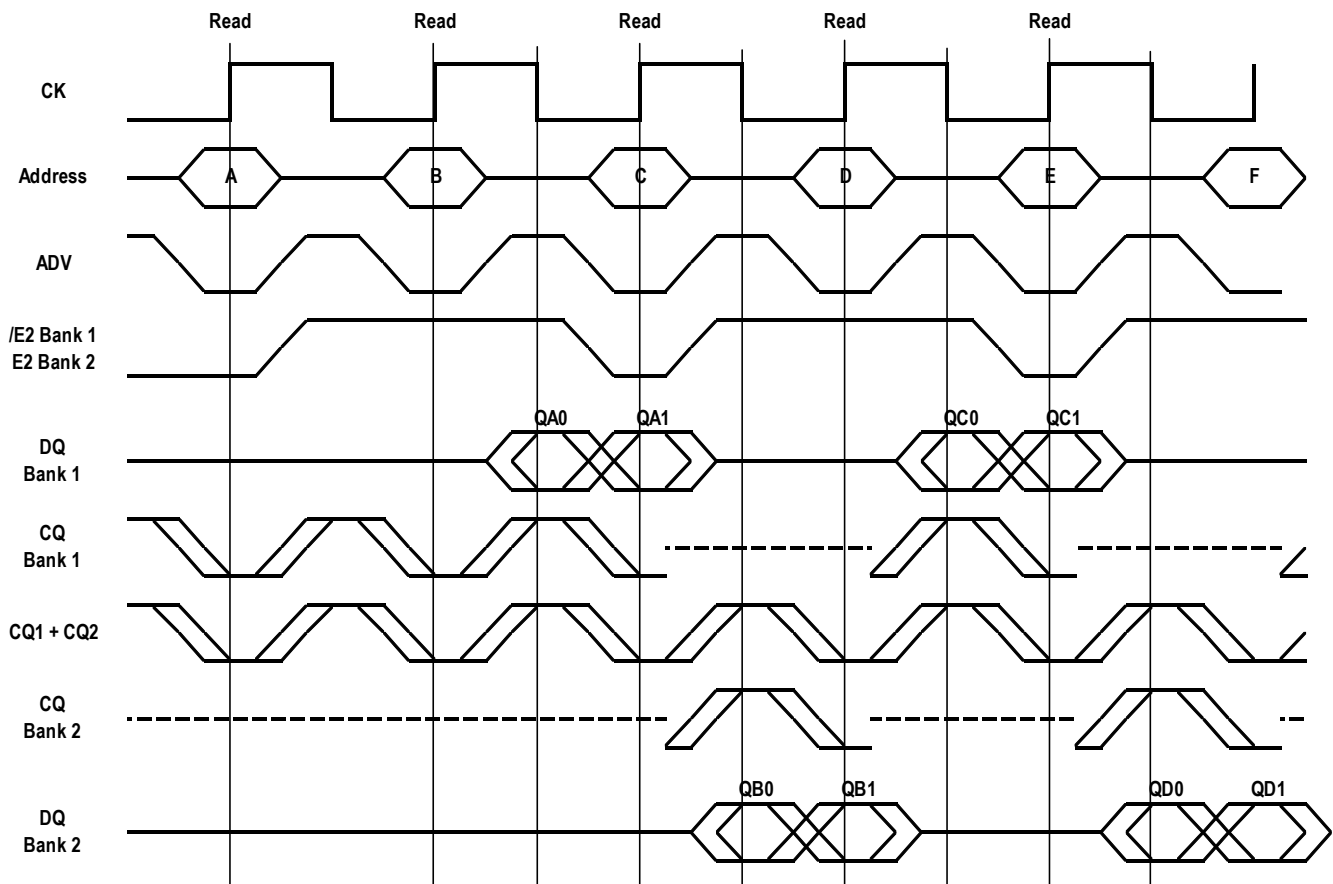 Read Read Read Read Read
CK
Address A B C D E F
ADV
/E2 Bank 1
E2 Bank 2
QA0 QA1 QC0 QC1
DQ
Bank 1
CQ
Bank 1
CQ1 + CQ2
CQ
Bank 2
QB0 QB1 QD0 QD1
DQ
Bank 2